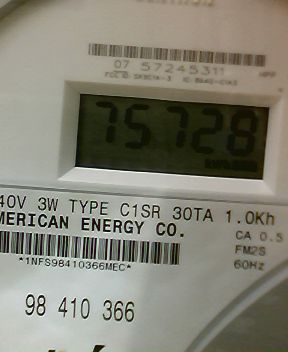 07 57245311
75728
40V 3W TYPE C1SR 30TA 1.0Kh
MERICAN ENERGY CO.
CA 0.5
FM2S
*1NFS98410366MEC*
60Hz
98 410 366